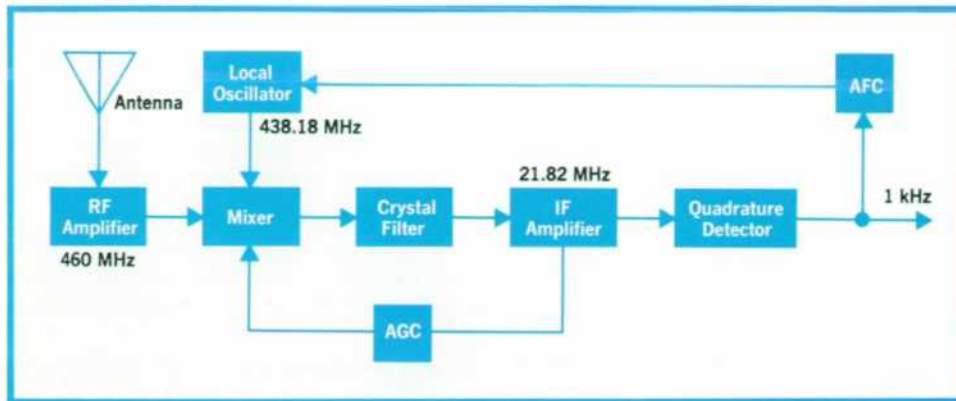 Antenna
Local
Oscillator
438.18 MHz
AFC
RF
Amplifier
460 MHz
Mixer
Crystal
Filter
21.82 MHz
IF
Amplifier
Quadrature
Detector
1 kHz
AGC